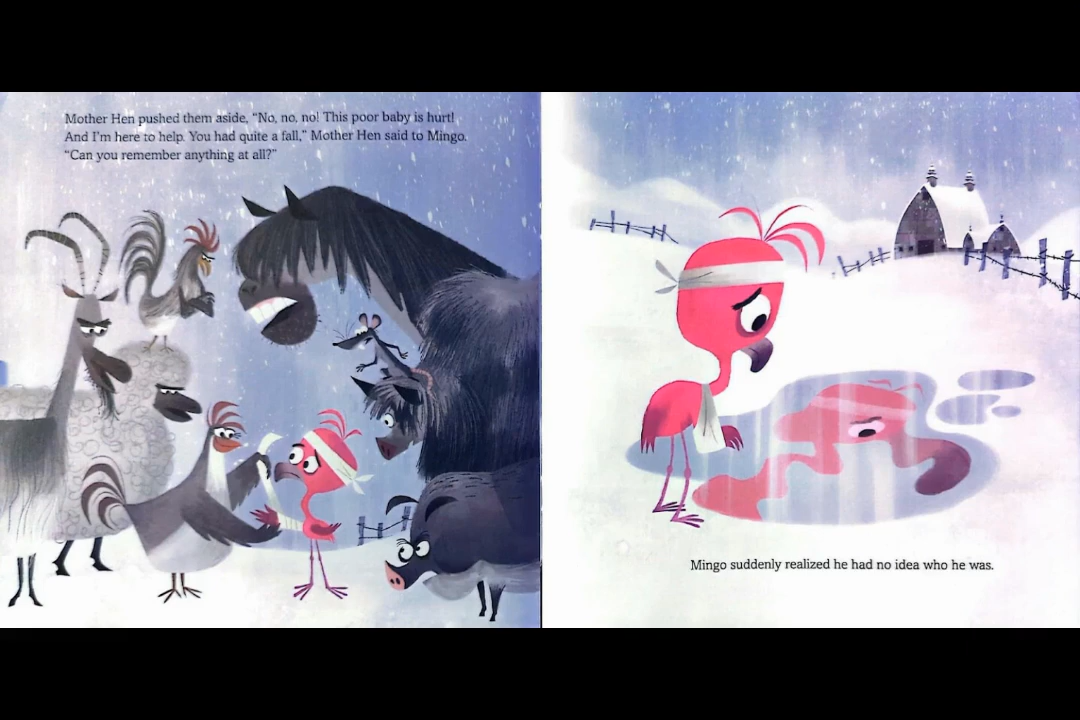 Mother Hen pushed them aside, “No, no, no! This poor baby is hurt!
And I’m here to help. You had quite a fall,” Mother Hen said to Mingo.
“Can you remember anything at all?”
Mingo suddenly realized he had no idea who he was.